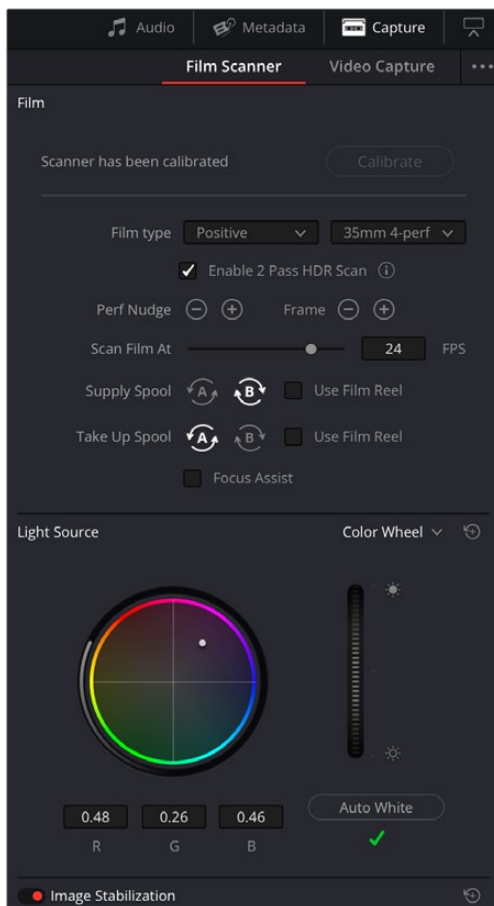 Audio Metadata Capture
Film Scanner Video Capture
Film
Scanner has been calibrated Calibrate
Film type Positive 35mm 4-perf
Enable 2 Pass HDR Scan
Perf Nudge Frame
Scan Film At 24 FPS
Supply Spool A B Use Film Reel
Take Up Spool A B Use Film Reel
Focus Assist
Light Source Color Wheel
0.48 0.26 0.46 Auto White
R G B
Image Stabilization